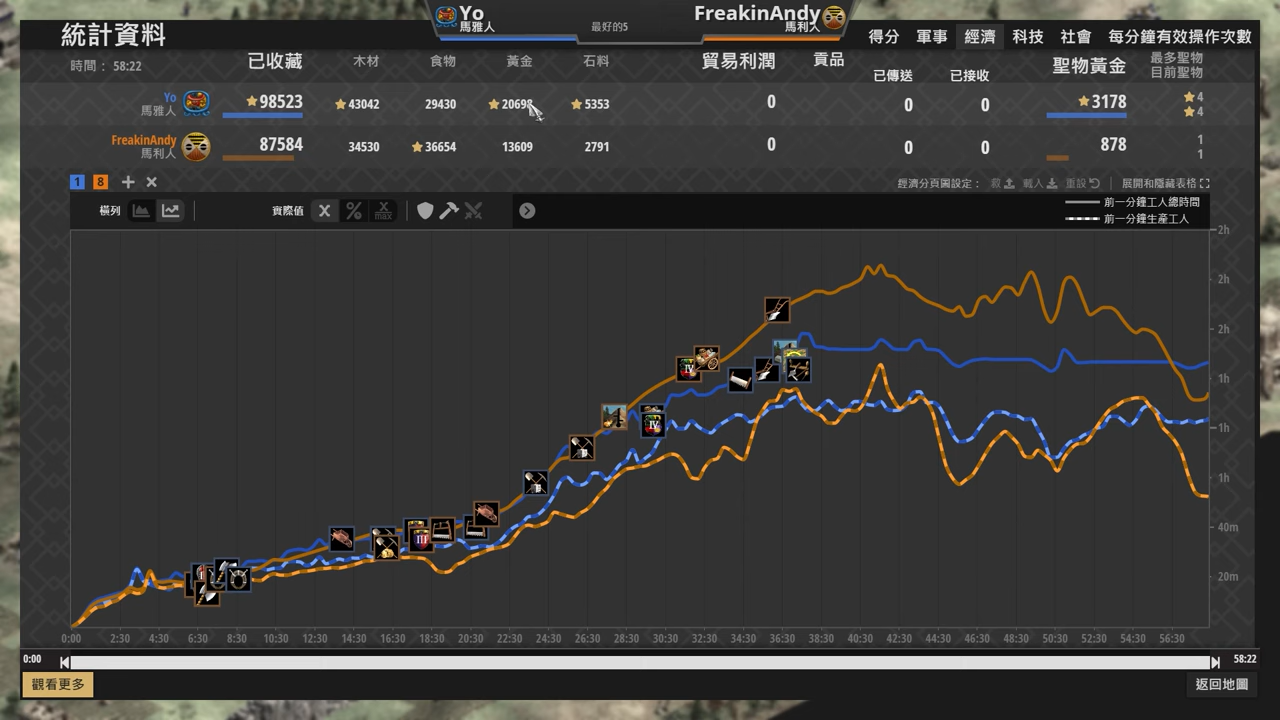 Yo
馬雅人
最好的5
FreakinAndy
馬利人
統計資料
得分 軍事 經濟 科技 社會 每分鐘有效操作次數
時間： 58:22
已收藏 木材 食物 黃金 石料 貿易利潤 貢品 已傳送 已接收 聖物黃金 最多聖物
目前聖物
Yo
馬雅人
98523 43042 29430 20698 5353 0 0 0 3178 4
4
FreakinAndy
馬利人
87584 34530 36654 13609 2791 0 0 0 878 1
1
1 8
經濟分頁圖設定： 載入 重設 展開和隱藏表格
橫列 實際值 X % X
max
前一分鐘工人總時間
前一分鐘生產工人
2h
2h
2h
1h
1h
1h
40m
20m
IV
IV
III
0:00 2:30 4:30 6:30 8:30 10:30 12:30 14:30 16:30 18:30 20:30 22:30 24:30 26:30 28:30 30:30 32:30 34:30 36:30 38:30 40:30 42:30 44:30 46:30 48:30 50:30 52:30 54:30 56:30
0:00 58:22
觀看更多 返回地圖